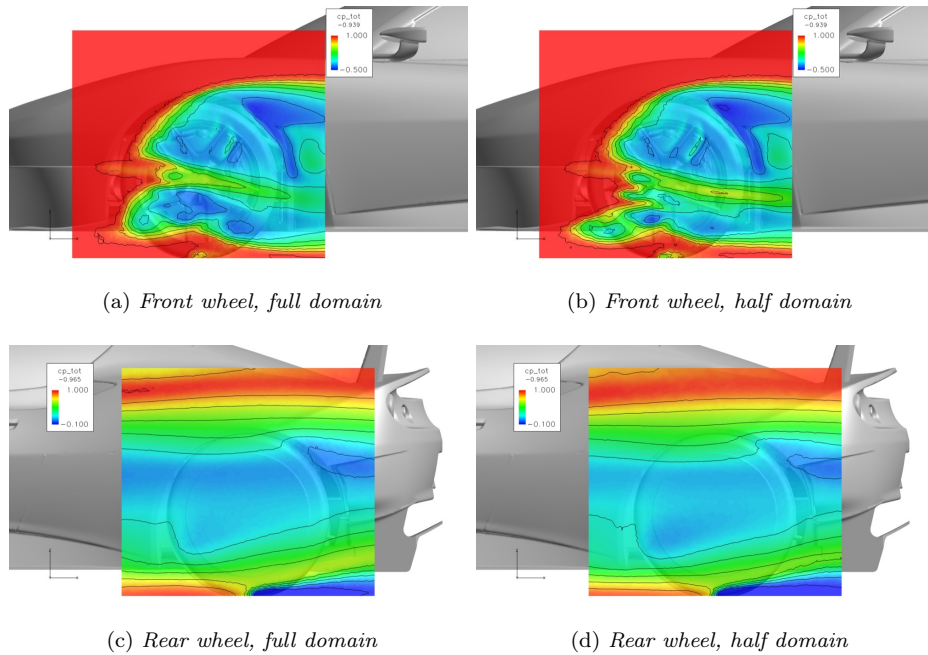 cp_tot
-0.939
1.000
-0.500
cp_tot
-0.939
1.000
-0.500
(a) Front wheel, full domain
(b) Front wheel, half domain
cp_tot
-0.965
1.000
-0.100
cp_tot
-0.965
1.000
-0.100
(c) Rear wheel, full domain
(d) Rear wheel, half domain